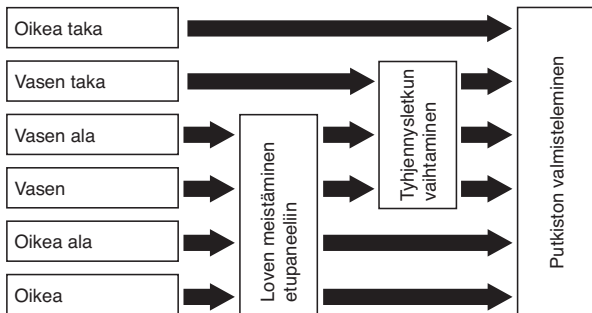 Oikea taka
Vasen taka
Vasen ala
Vasen
Oikea ala
Oikea
Loven meistäminen
etupaneeliin
Tyhjennysletkun
vaihtaminen
Putkiston valmisteleminen